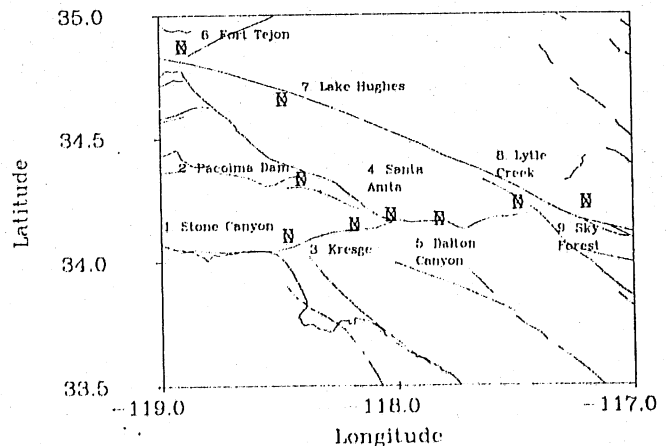 35.0
6 Fort Tejon
7 Lake Hughes
34.5
8 Lytle
Creek
2 Pacoima Dam
4 Santa
Anita
1 Stone Canyon
3 Kresge
5 Dalton
Canyon
9 Sky
Forest
34.0
33.5
-119.0
-118.0
-117.0
Longitude
Latitude